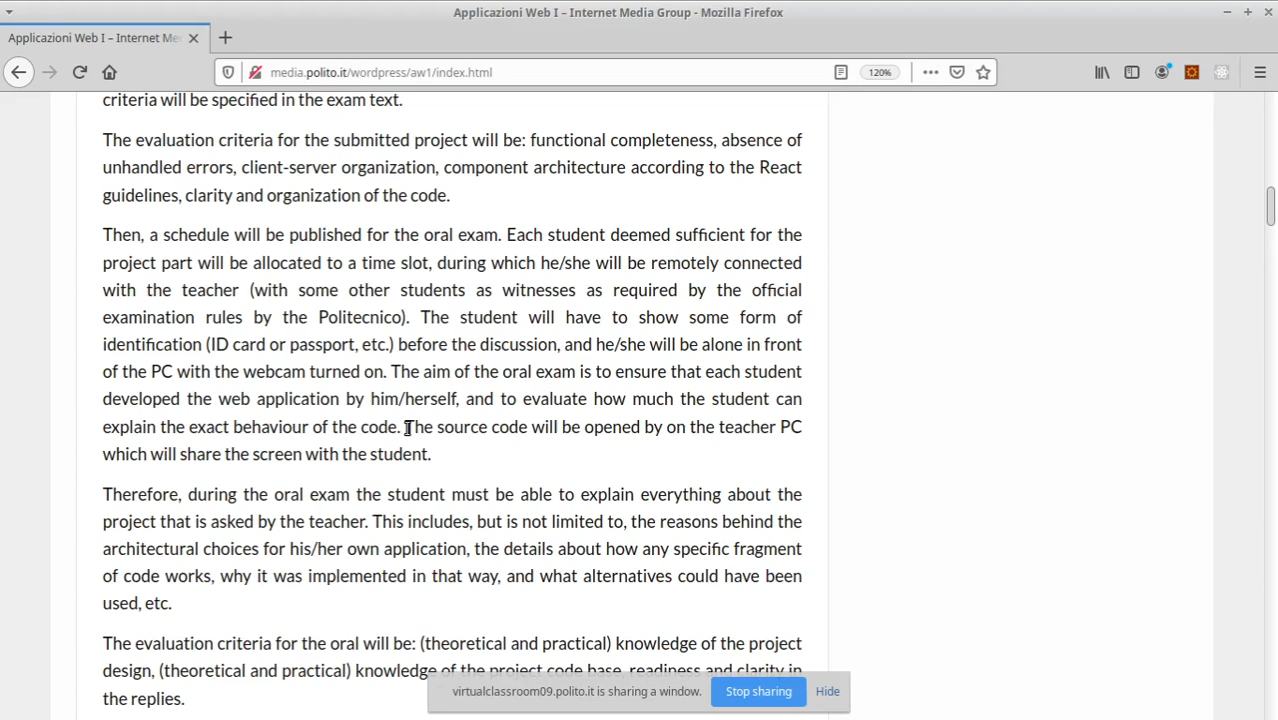 Applicazioni Web I – Internet Media Group - Mozilla Firefox
Applicazioni Web I – Internet Me
media.polito.it/wordpress/aw1/index.html
120%
criteria will be specified in the exam text.
The evaluation criteria for the submitted project will be: functional completeness, absence of
unhandled errors, client-server organization, component architecture according to the React
guidelines, clarity and organization of the code.
Then, a schedule will be published for the oral exam. Each student deemed sufficient for the
project part will be allocated to a time slot, during which he/she will be remotely connected
with the teacher (with some other students as witnesses as required by the official
examination rules by the Politecnico). The student will have to show some form of
identification (ID card or passport, etc.) before the discussion, and he/she will be alone in front
of the PC with the webcam turned on. The aim of the oral exam is to ensure that each student
developed the web application by him/herself, and to evaluate how much the student can
explain the exact behaviour of the code. The source code will be opened by on the teacher PC
which will share the screen with the student.
Therefore, during the oral exam the student must be able to explain everything about the
project that is asked by the teacher. This includes, but is not limited to, the reasons behind the
architectural choices for his/her own application, the details about how any specific fragment
of code works, why it was implemented in that way, and what alternatives could have been
used, etc.
The evaluation criteria for the oral will be: (theoretical and practical) knowledge of the project
design, (theoretical and practical) knowledge of the project code base, readiness and clarity in
the replies.
virtualclassroom09.polito.it is sharing a window.
Stop sharing
Hide